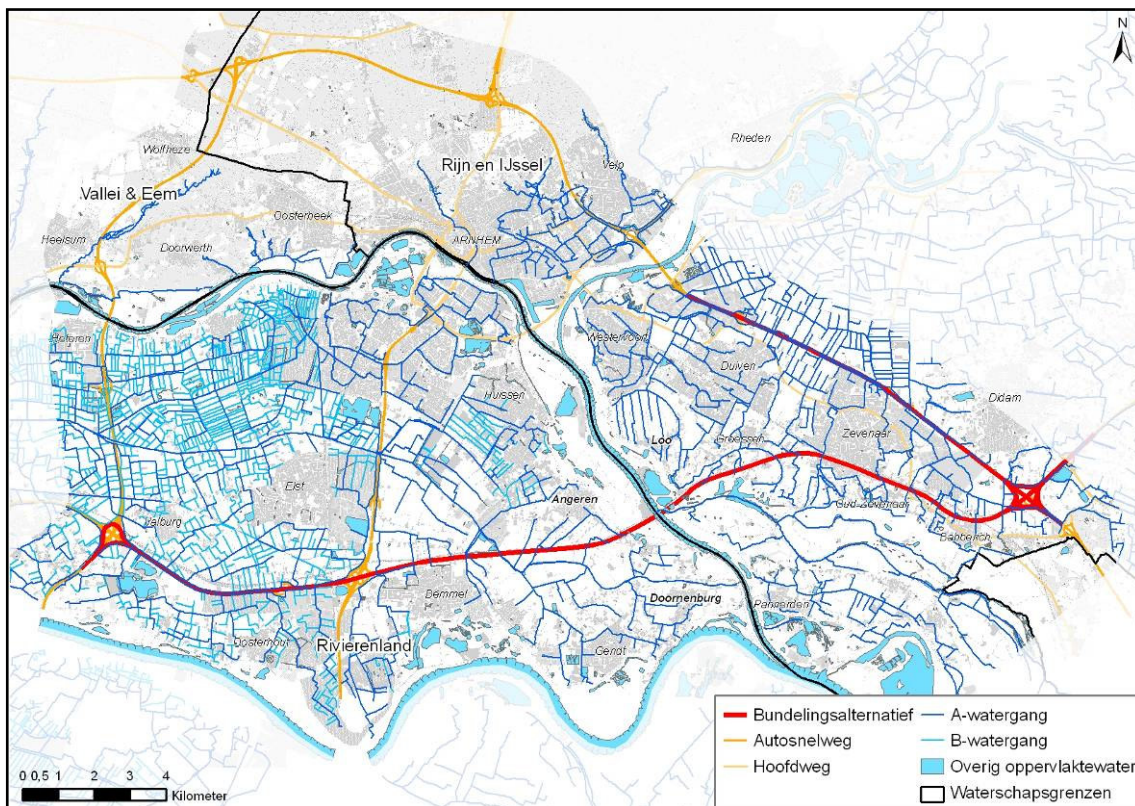 N
Rheden
Wolfheze
Rijn en IJssel
Velp
Vallei & Eem
Oosterbeek
Heelsum
Doorwerth
ARNHEM
Heteren
Westervoort
Duiven
Huissen
Didam
Loo
Groessen
Zevenaar
Elst
Angeren
Oud-Zevenaar
Valburg
Babberich
Bemmel
Doornenburg
Pannerden
Oosterhout
Rivierenland
Gendt
Bundelingsalternatief
Autosnelweg
Hoofdweg
A-watergang
B-watergang
Overig oppervlaktewater
Waterschapsgrenzen
0 0,5 1 2 3 4
Kilometer